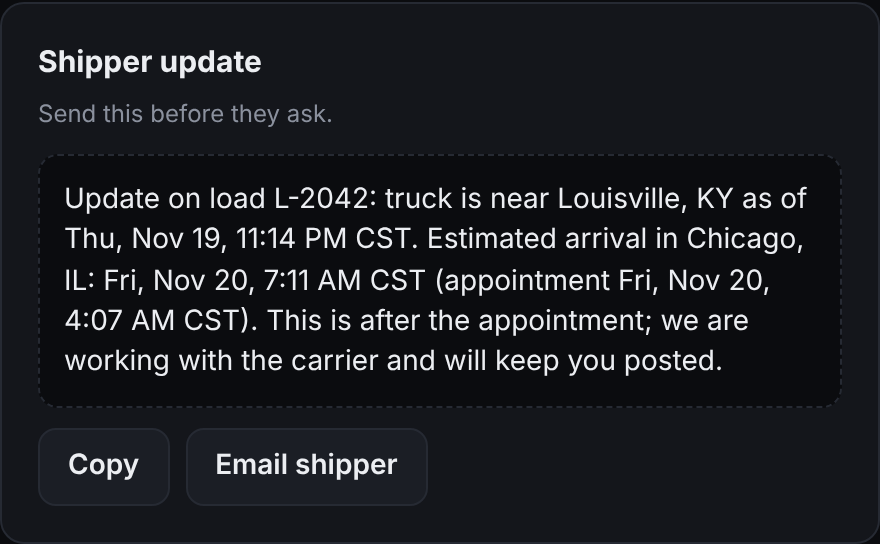 Shipper update
Send this before they ask.
Update on load L-2042: truck is near Louisville, KY as of
Thu, Nov 19, 11:14 PM CST. Estimated arrival in Chicago,
IL: Fri, Nov 20, 7:11 AM CST (appointment Fri, Nov 20,
4:07 AM CST). This is after the appointment; we are
working with the carrier and will keep you posted.
Copy
Email shipper